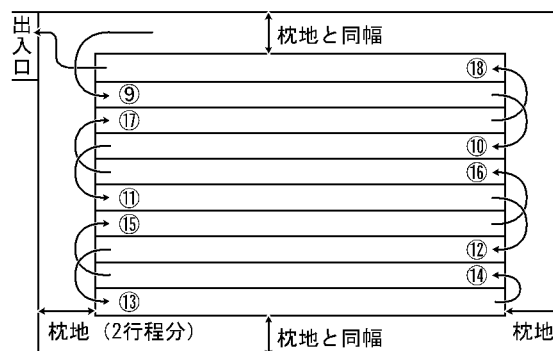 出入口
枕地と同幅
⑱
⑨
⑰
⑩
⑯
⑪
⑮
⑫
⑭
⑬
枕地（2行程分）
枕地と同幅
枕地